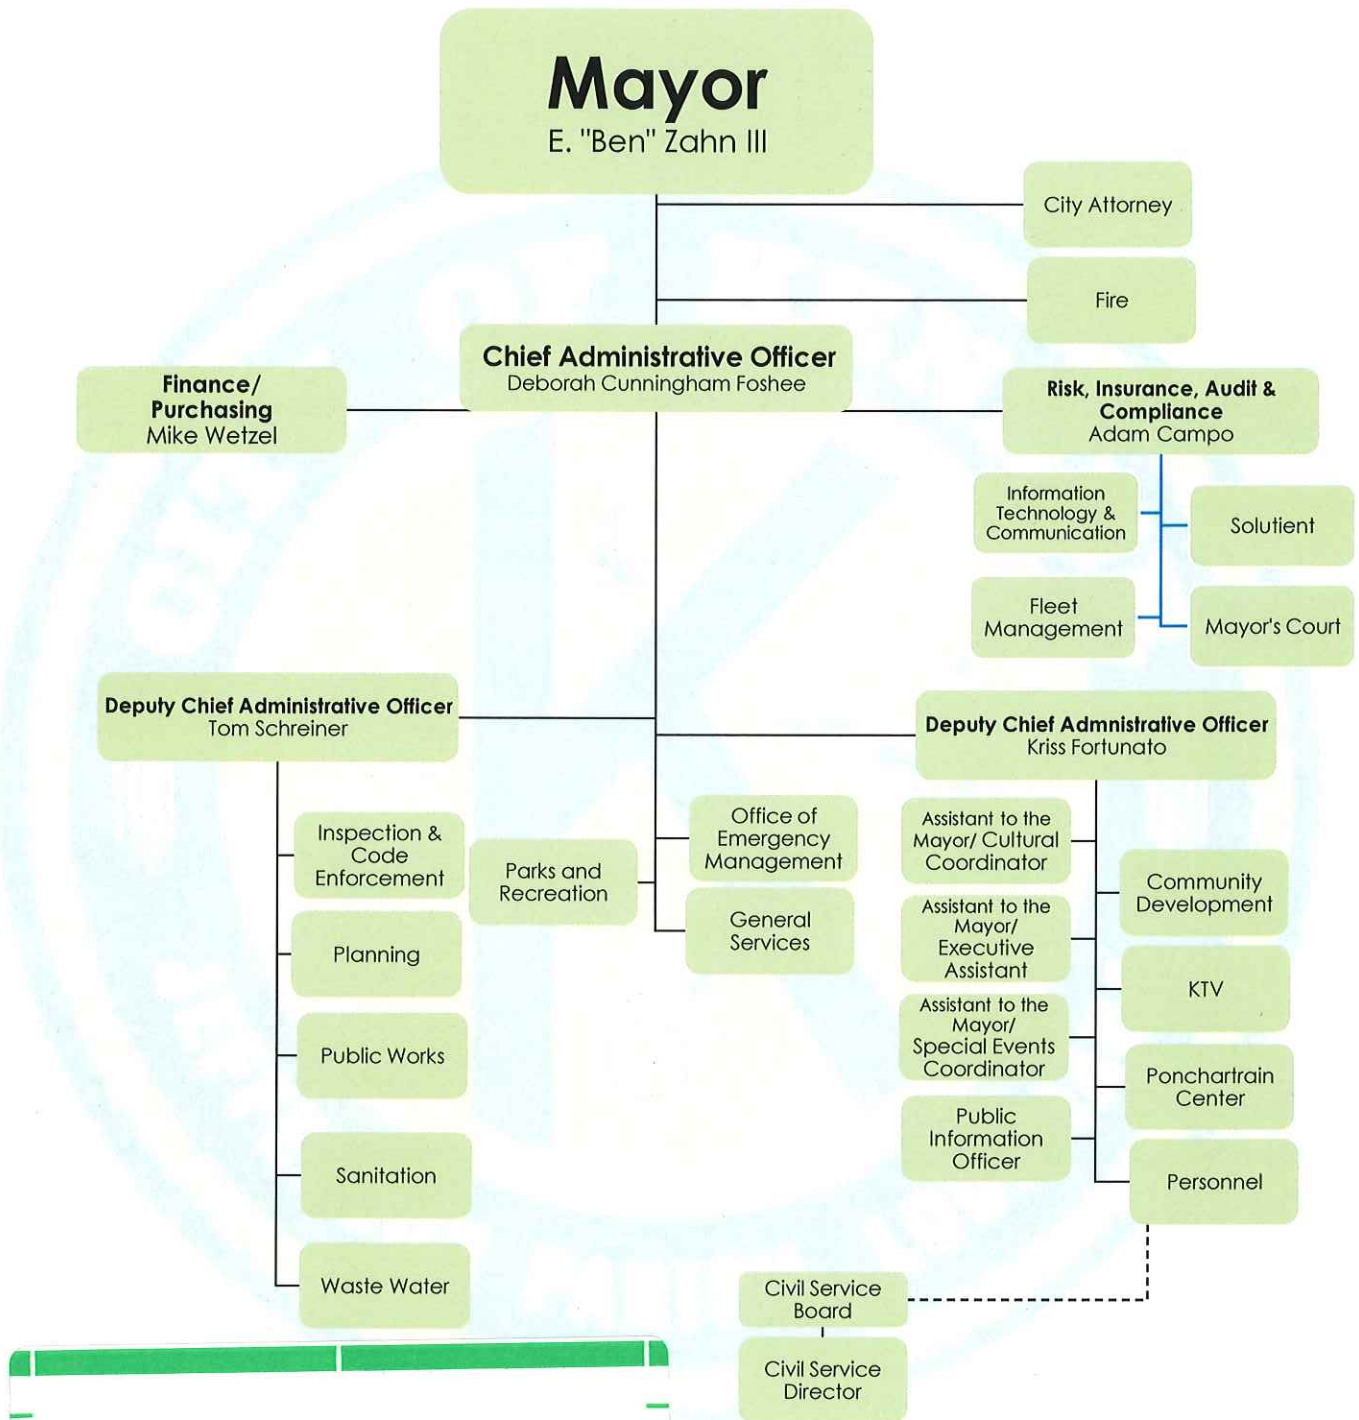 Mayor
E. "Ben" Zahn III
City Attorney
Fire
Chief Administrative Officer
Deborah Cunningham Foshee
Finance/
Purchasing
Mike Wetzel
Risk, Insurance, Audit &
Compliance
Adam Campo
Information
Technology &
Communication
Solutient
Fleet
Management
Mayor's Court
Deputy Chief Administrative Officer
Tom Schreiner
Deputy Chief Admnistrative Officer
Kriss Fortunato
Inspection &
Code
Enforcement
Planning
Public Works
Sanitation
Waste Water
Parks and
Recreation
Office of
Emergency
Management
General
Services
Assistant to the
Mayor/ Cultural
Coordinator
Assistant to the
Mayor/
Executive
Assistant
Assistant to the
Mayor/
Special Events
Coordinator
Public
Information
Officer
Community
Development
KTV
Ponchartrain
Center
Personnel
Civil Service
Board
Civil Service
Director